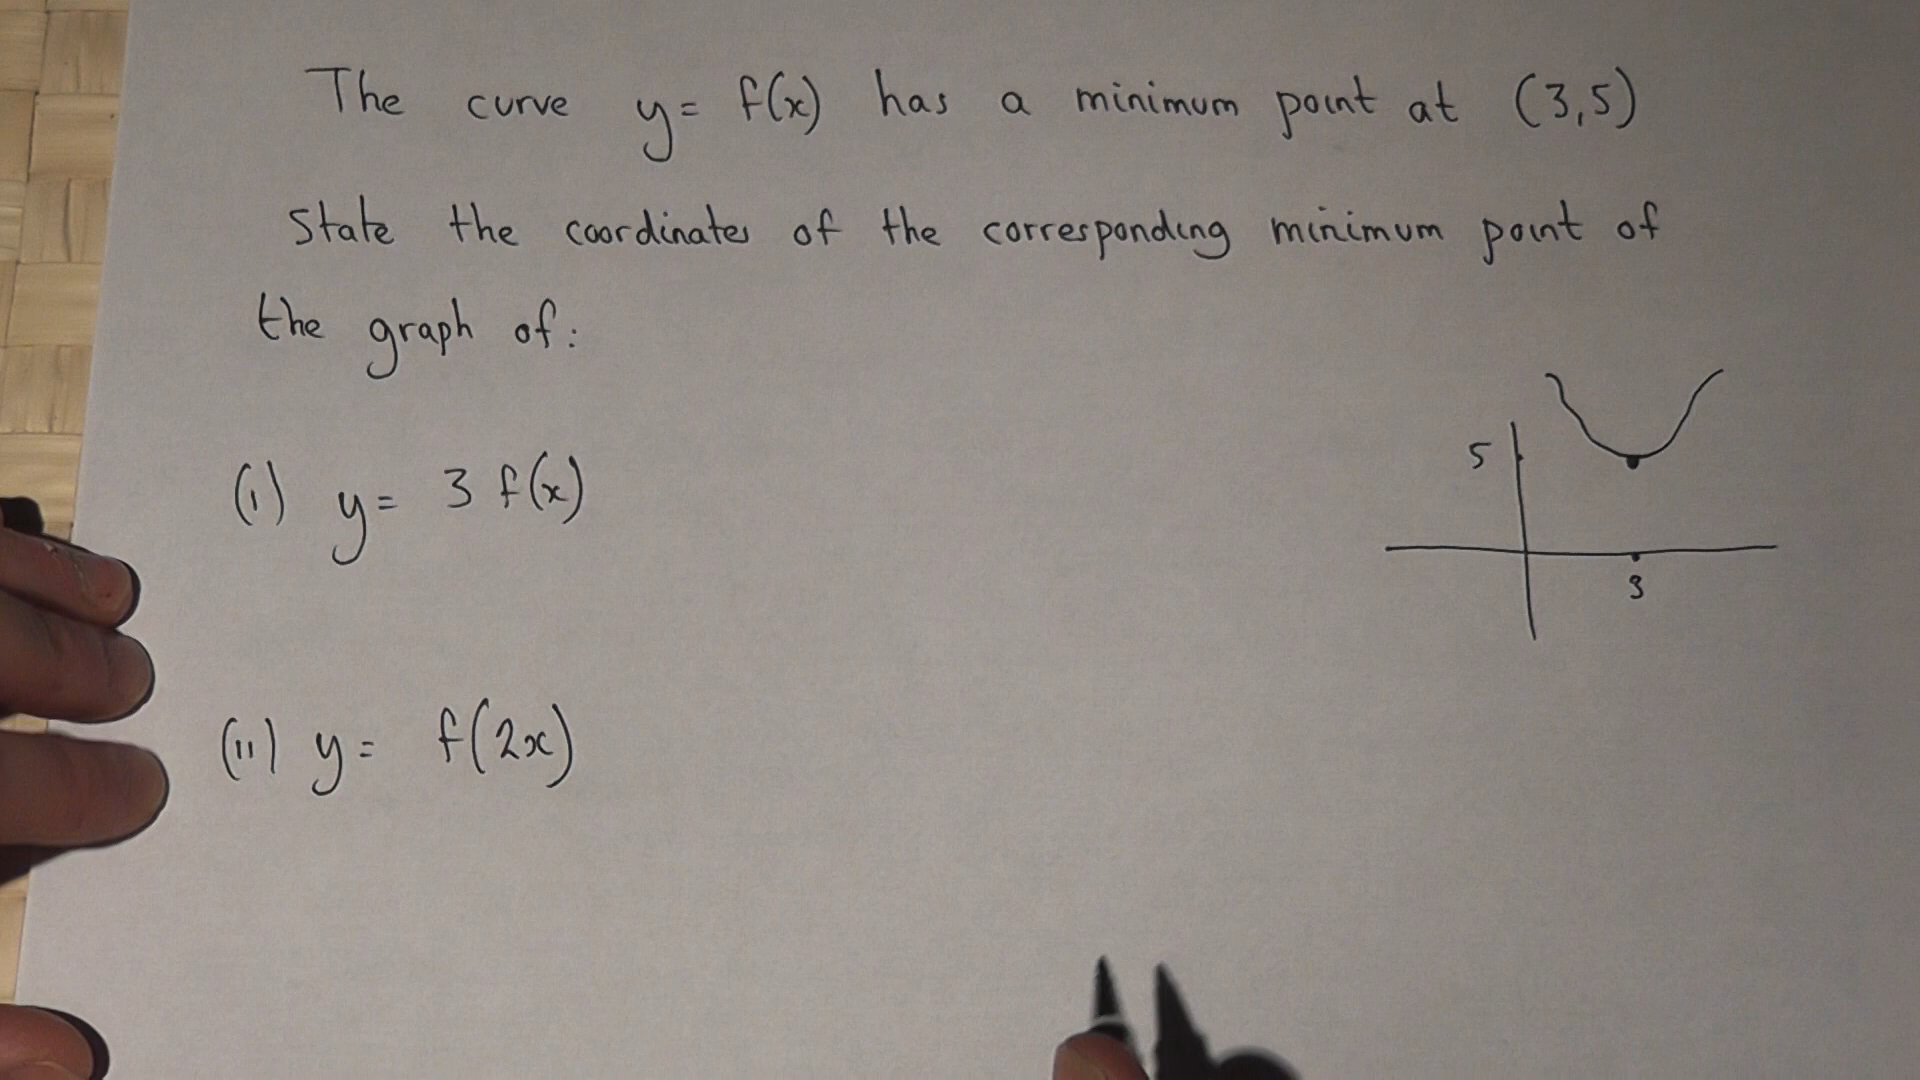 The curve y = f(x) has a minimum point at (3,5)
State the coordinates of the corresponding minimum point of
the graph of:
(i) y = 3 f(x)
5
3
(ii) y = f(2x)